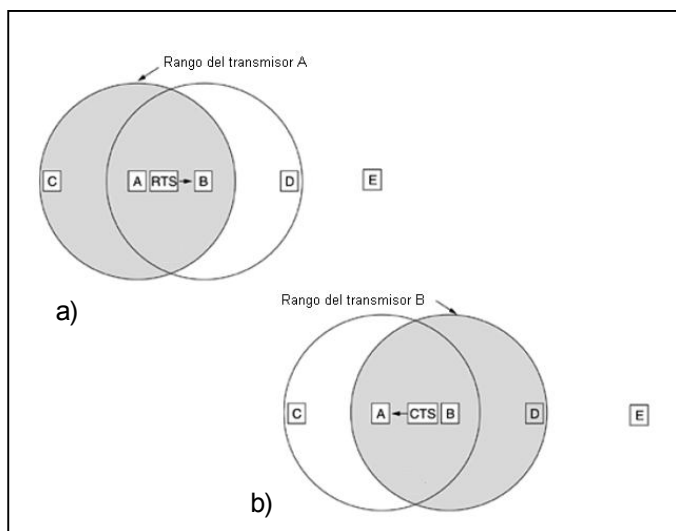 Rango del transmisor A
C A RTS B D E
a)
Rango del transmisor B
C A CTS B D E
b)